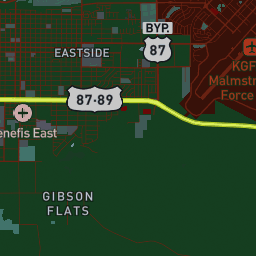 BYP.
87
EASTSIDE
KGF
Malmstr
Force
87·89
enefis East
GIBSON
FLATS